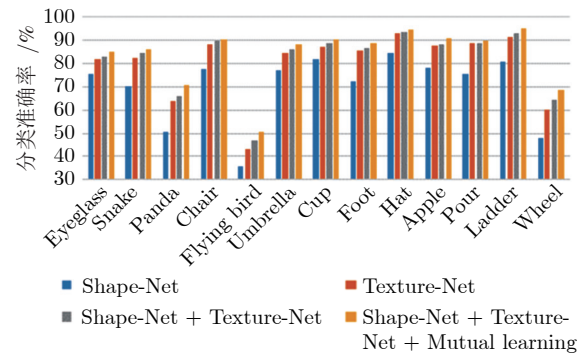 分类准确率 /%
100
90
80
70
60
50
40
30
Eyeglass
Snake
Panda
Chair
Flying bird
Umbrella
Cup
Foot
Hat
Apple
Pour
Ladder
Wheel
Shape-Net
Texture-Net
Shape-Net + Texture-Net
Shape-Net + Texture-
Net + Mutual learning